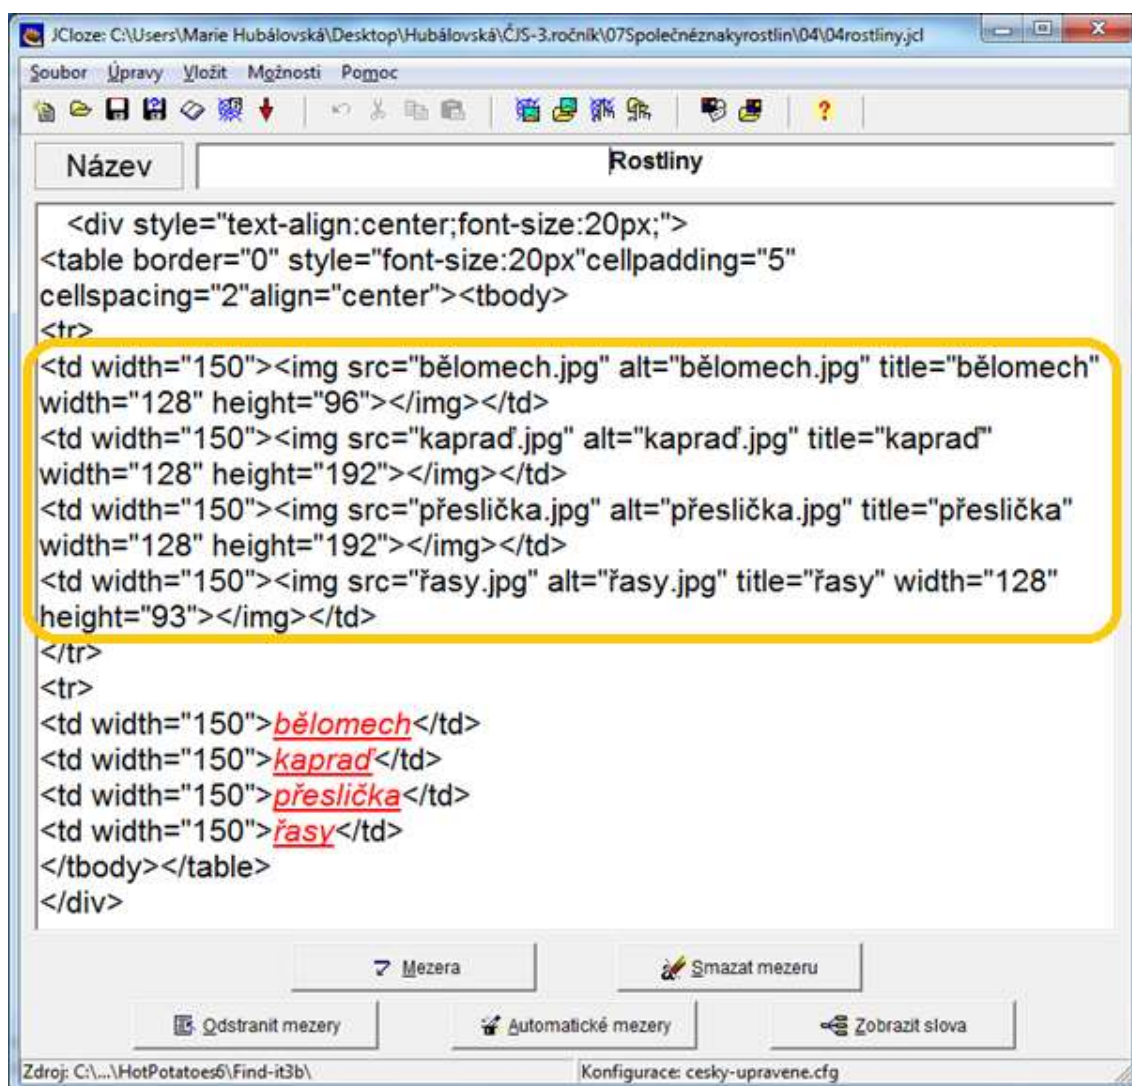 JCloze: C:\Users\Marie Hubálovská\Desktop\Hubálovská\ČJS-3.ročník\07Společnéznakyrostlin\04\04rostliny.jcl
Soubor Úpravy Vložit Možnosti Pomoc
Název Rostliny
<div style="text-align:center;font-size:20px;">
<table border="0" style="font-size:20px"cellpadding="5"
cellspacing="2"align="center"><tbody>
<tr>
<td width="150"><img src="bělomech.jpg" alt="bělomech.jpg" title="bělomech"
width="128" height="96"></img></td>
<td width="150"><img src="kapraď.jpg" alt="kapraď.jpg" title="kapraď"
width="128" height="192"></img></td>
<td width="150"><img src="přeslička.jpg" alt="přeslička.jpg" title="přeslička"
width="128" height="192"></img></td>
<td width="150"><img src="řasy.jpg" alt="řasy.jpg" title="řasy" width="128"
height="93"></img></td>
</tr>
<tr>
<td width="150">bělomech</td>
<td width="150">kapraď</td>
<td width="150">přeslička</td>
<td width="150">řasy</td>
</tbody></table>
</div>
Mezera Smazat mezeru
Odstranit mezery Automatické mezery Zobrazit slova
Zdroj: C:\...\HotPotatoes6\Find-it3b\ Konfigurace: cesky-upravene.cfg